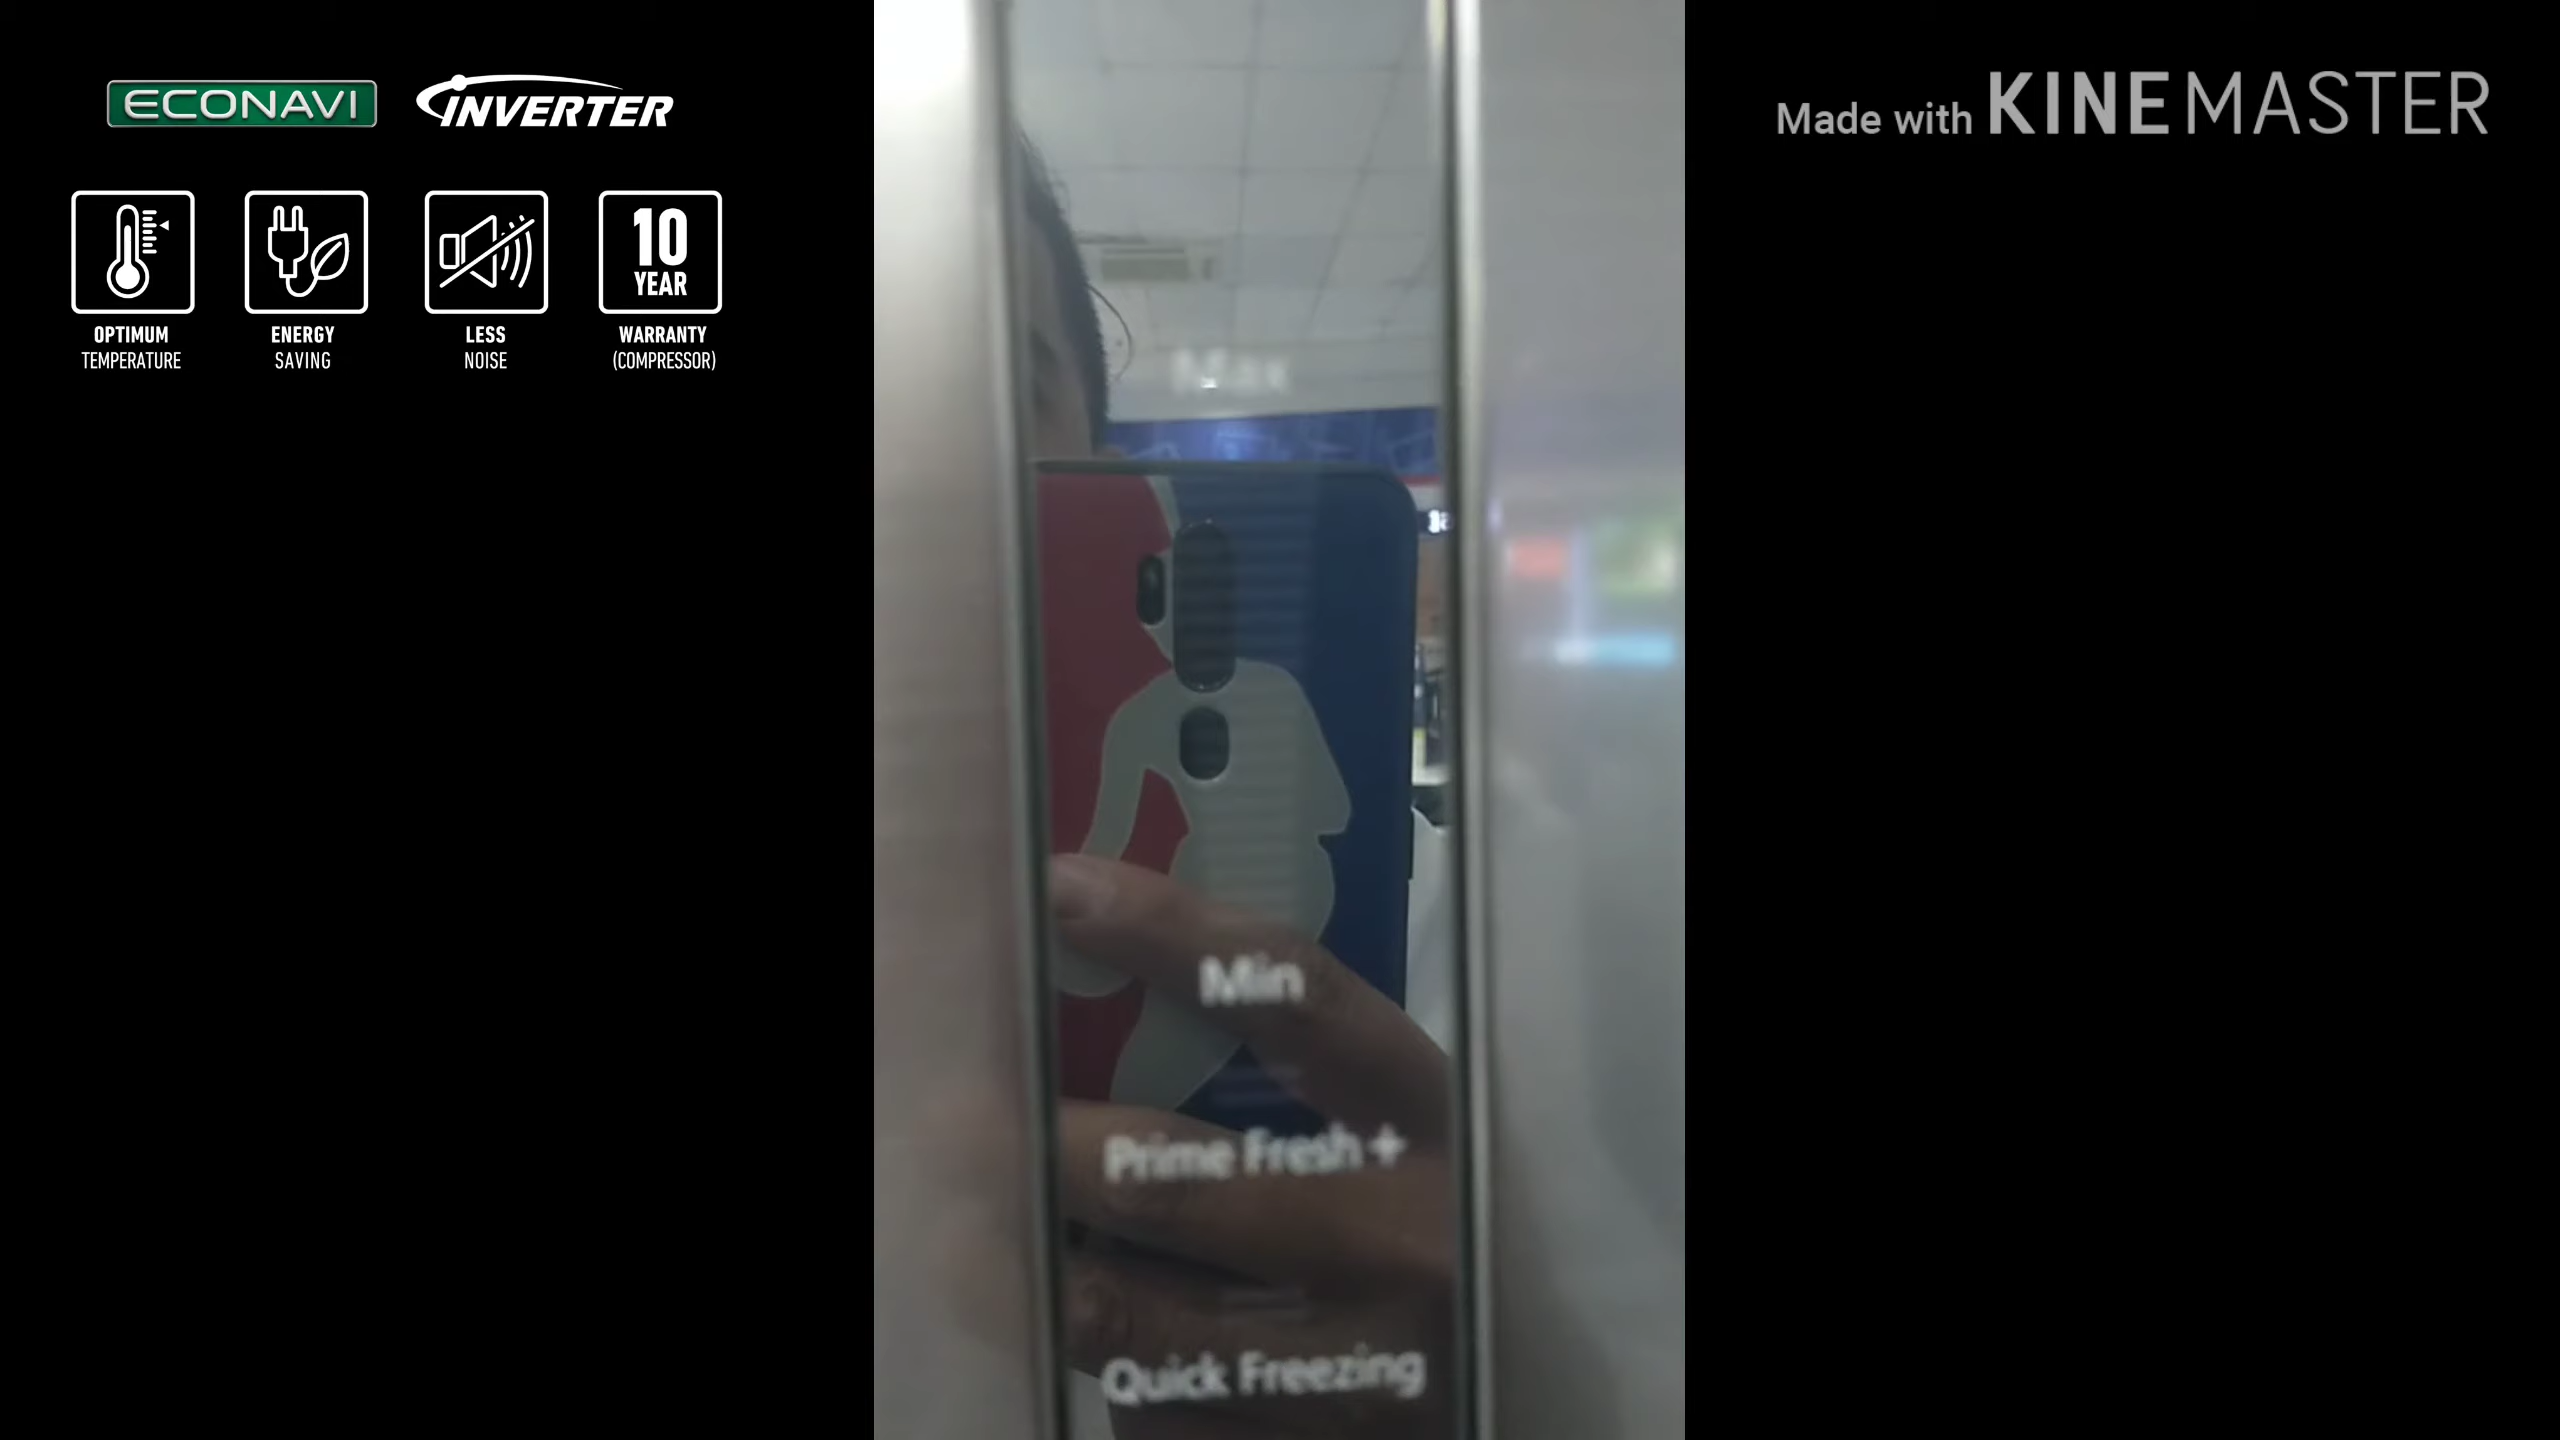 ECONAVI INVERTER
Made with KINEMASTER
10
YEAR
OPTIMUM
TEMPERATURE
ENERGY
SAVING
LESS
NOISE
WARRANTY
(COMPRESSOR)
Max
Min
Prime Fresh +
Quick Freezing